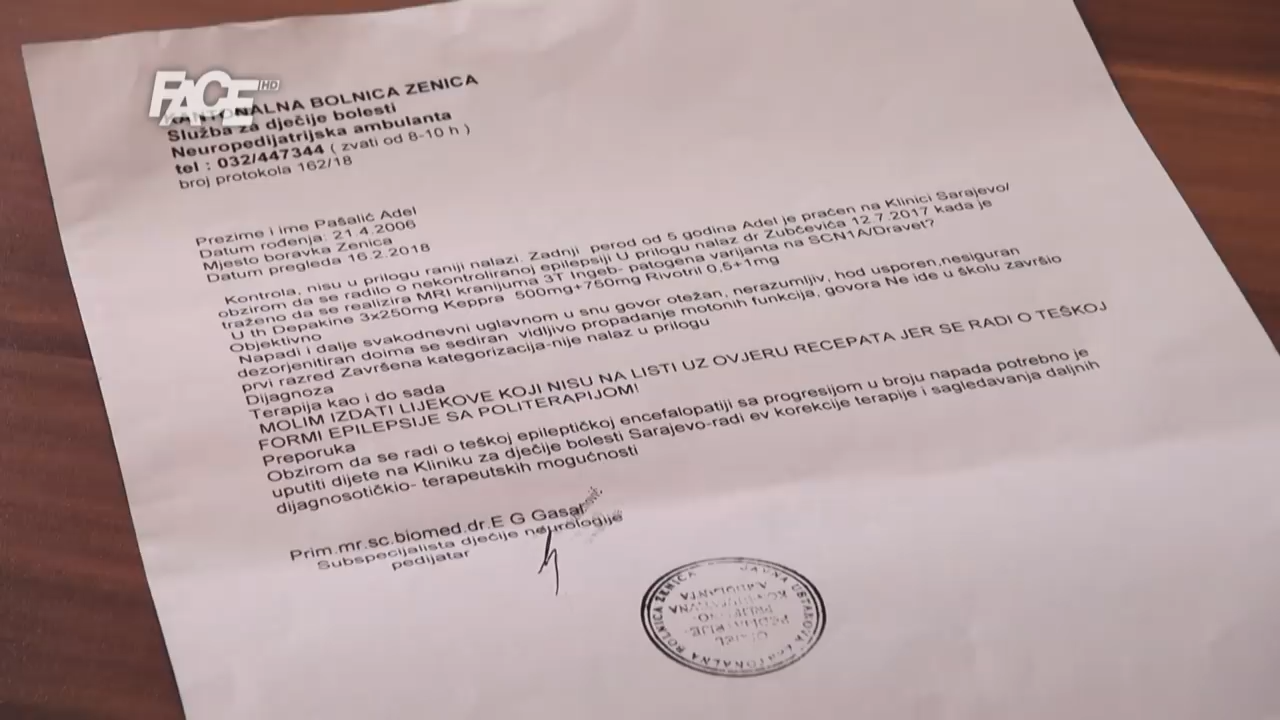 FACE HD
KANTONALNA BOLNICA ZENICA
Služba za dječije bolesti
Neuropedijatrijska ambulanta
tel : 032/447344 ( zvati od 8-10 h )
broj protokola 162/18
Prezime i ime Pašalić Adel
Datum rođenja: 21.4.2006
Mjesto boravka Zenica
Datum pregleda 16.2.2018
Kontrola, nisu u prilogu raniji nalazi. Zadnji perod od 5 godina Adel je praćen na Klinici Sarajevo/
obzirom da se radilo o nekontroliranoj epilepsiji U prilogu nalaz dr Zubčevića 12.7.2017 kada je
traženo da se realizira MRI kranijuma 3T Ingeb- patogena varijanta na SCN1A/Dravet?
U th Depakine 3x250mg Keppra 500mg+750mg Rivotril 0,5+1mg
Objektivno
Napadi i dalje svakodnevni uglavnom u snu govor otežan, nerazumljiv, hod usporen,nesiguran
dezorjenitiran doima se sediran vidljivo propadanje motonih funkcija, govora Ne ide u školu završio
prvi razred Završena kategorizacija-nije nalaz u prilogu
Dijagnoza
Terapija kao i do sada
MOLIM IZDATI LIJEKOVE KOJI NISU NA LISTI UZ OVJERU RECEPATA JER SE RADI O TEŠKOJ
FORMI EPILEPSIJE SA POLITERAPIJOM!
Preporuka
Obzirom da se radi o teškoj epileptičkoj encefalopatiji sa progresijom u broju napada potrebno je
uputiti dijete na Kliniku za dječije bolesti Sarajevo-radi ev korekcije terapije i sagledavanja daljnih
dijagnosotičkio- terapeutskih mogućnosti
Prim.mr.sc.biomed.dr.E G Gasal
Subspecijalista dječije neurologije
pedijatar
KANTONALNA BOLNICA ZENICA